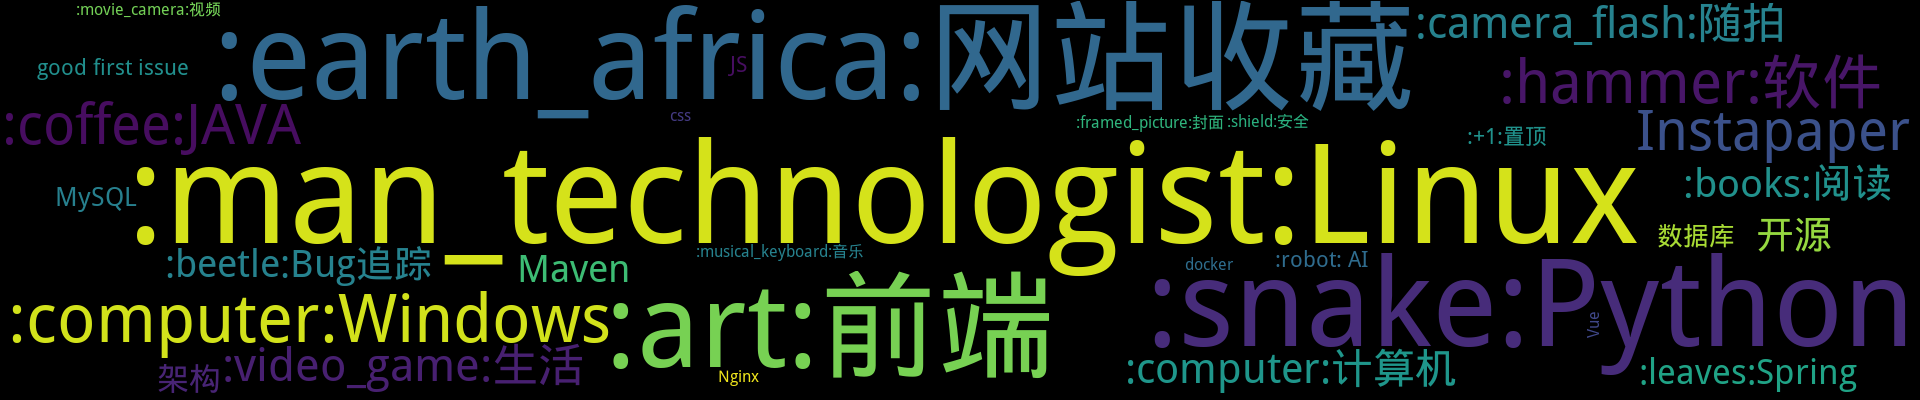 :movie_camera:视频
:earth_africa:网站收藏
:camera_flash:随拍
good first issue
JS
:hammer:软件
:coffee:JAVA
css
:framed_picture:封面
:shield:安全
:+1:置顶
Instapaper
:man_technologist:Linux
MySQL
:books:阅读
数据库
开源
:beetle:Bug追踪
Maven
:musical_keyboard:音乐
docker
:robot: AI
:snake:Python
:computer:Windows
:art:前端
Vue
架构
:video_game:生活
Nginx
:computer:计算机
:leaves:Spring